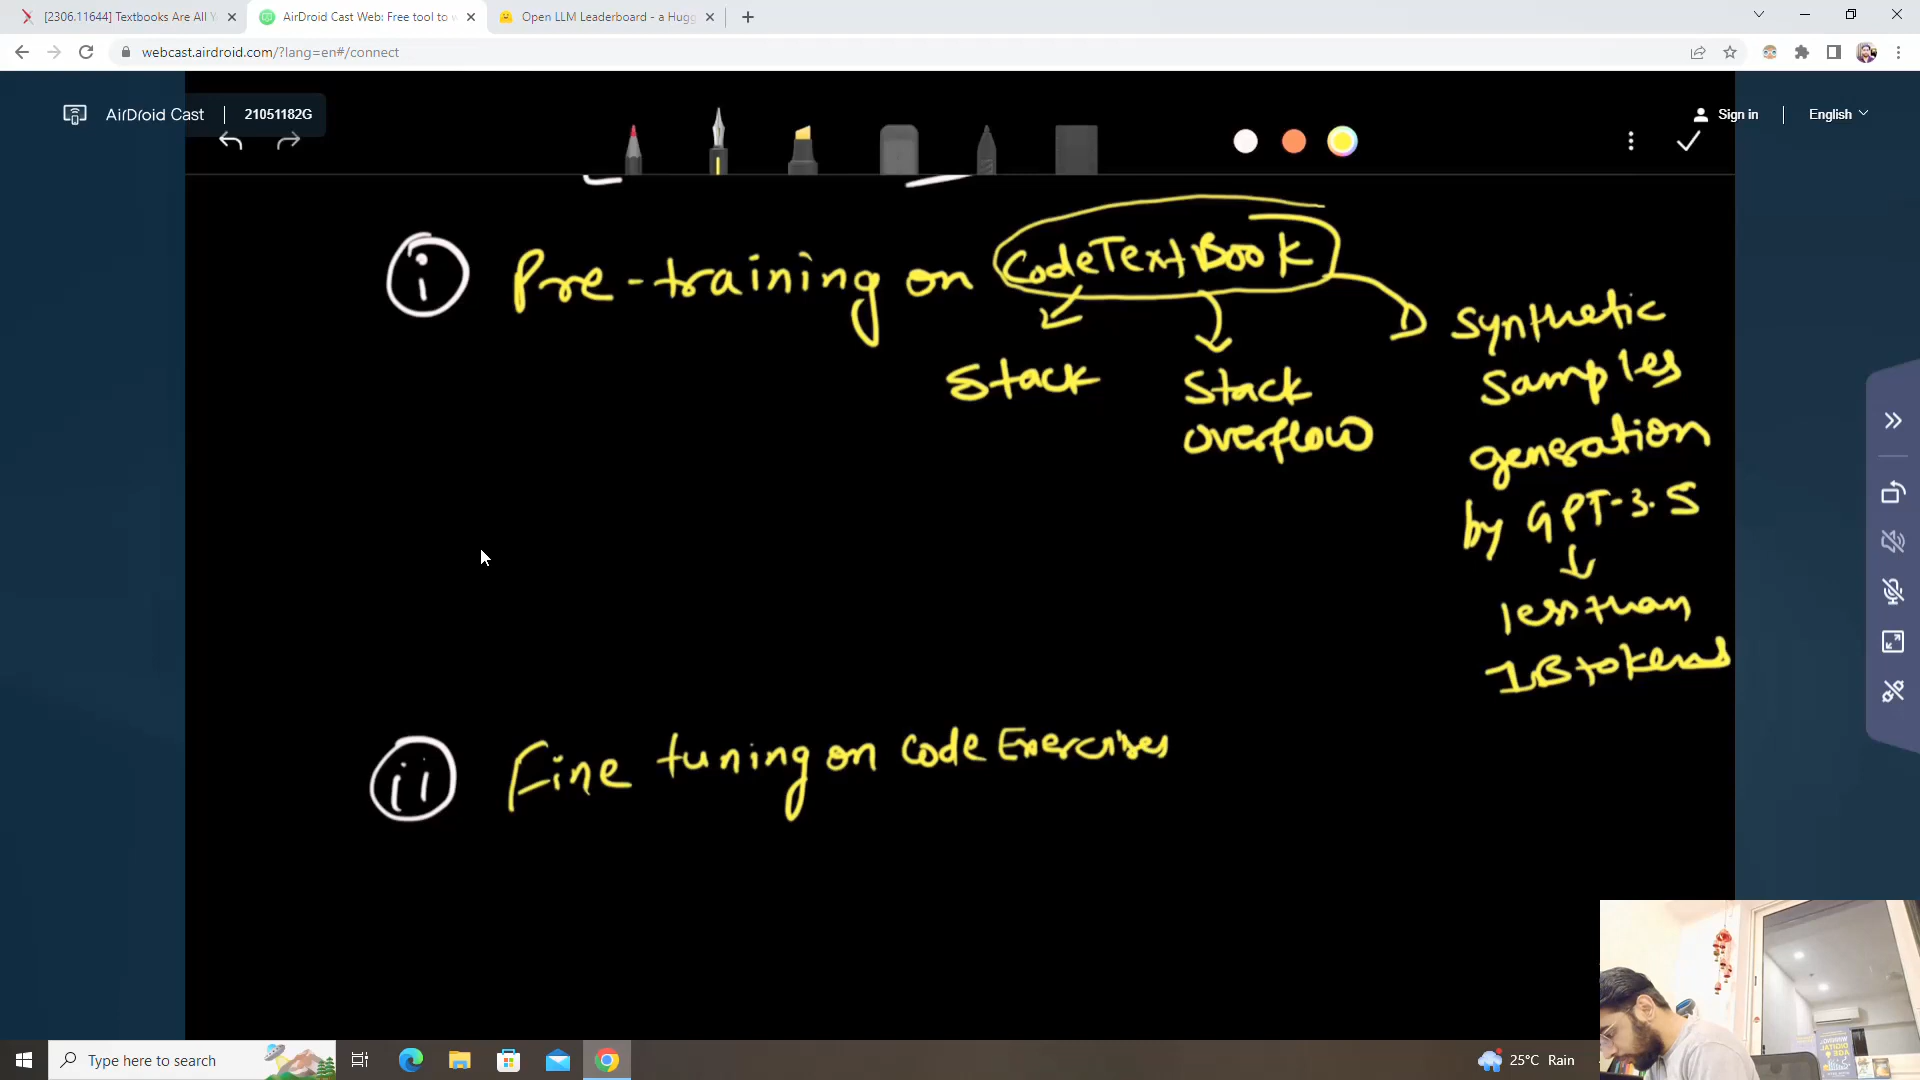 [2306.11644] Textbooks Are All Y
AirDroid Cast Web: Free tool to
Open LLM Leaderboard - a Hugg
webcast.airdroid.com/?lang=en#/connect
AirDroid Cast
21051182G
Sign in
English
i Pre-training on CodeTextBook
Stack
Stack
overflow
Synthetic
Samples
generation
by GPT-3.5
less than
1B tokens
ii Fine tuning on Code Exercises
Type here to search
25°C Rain